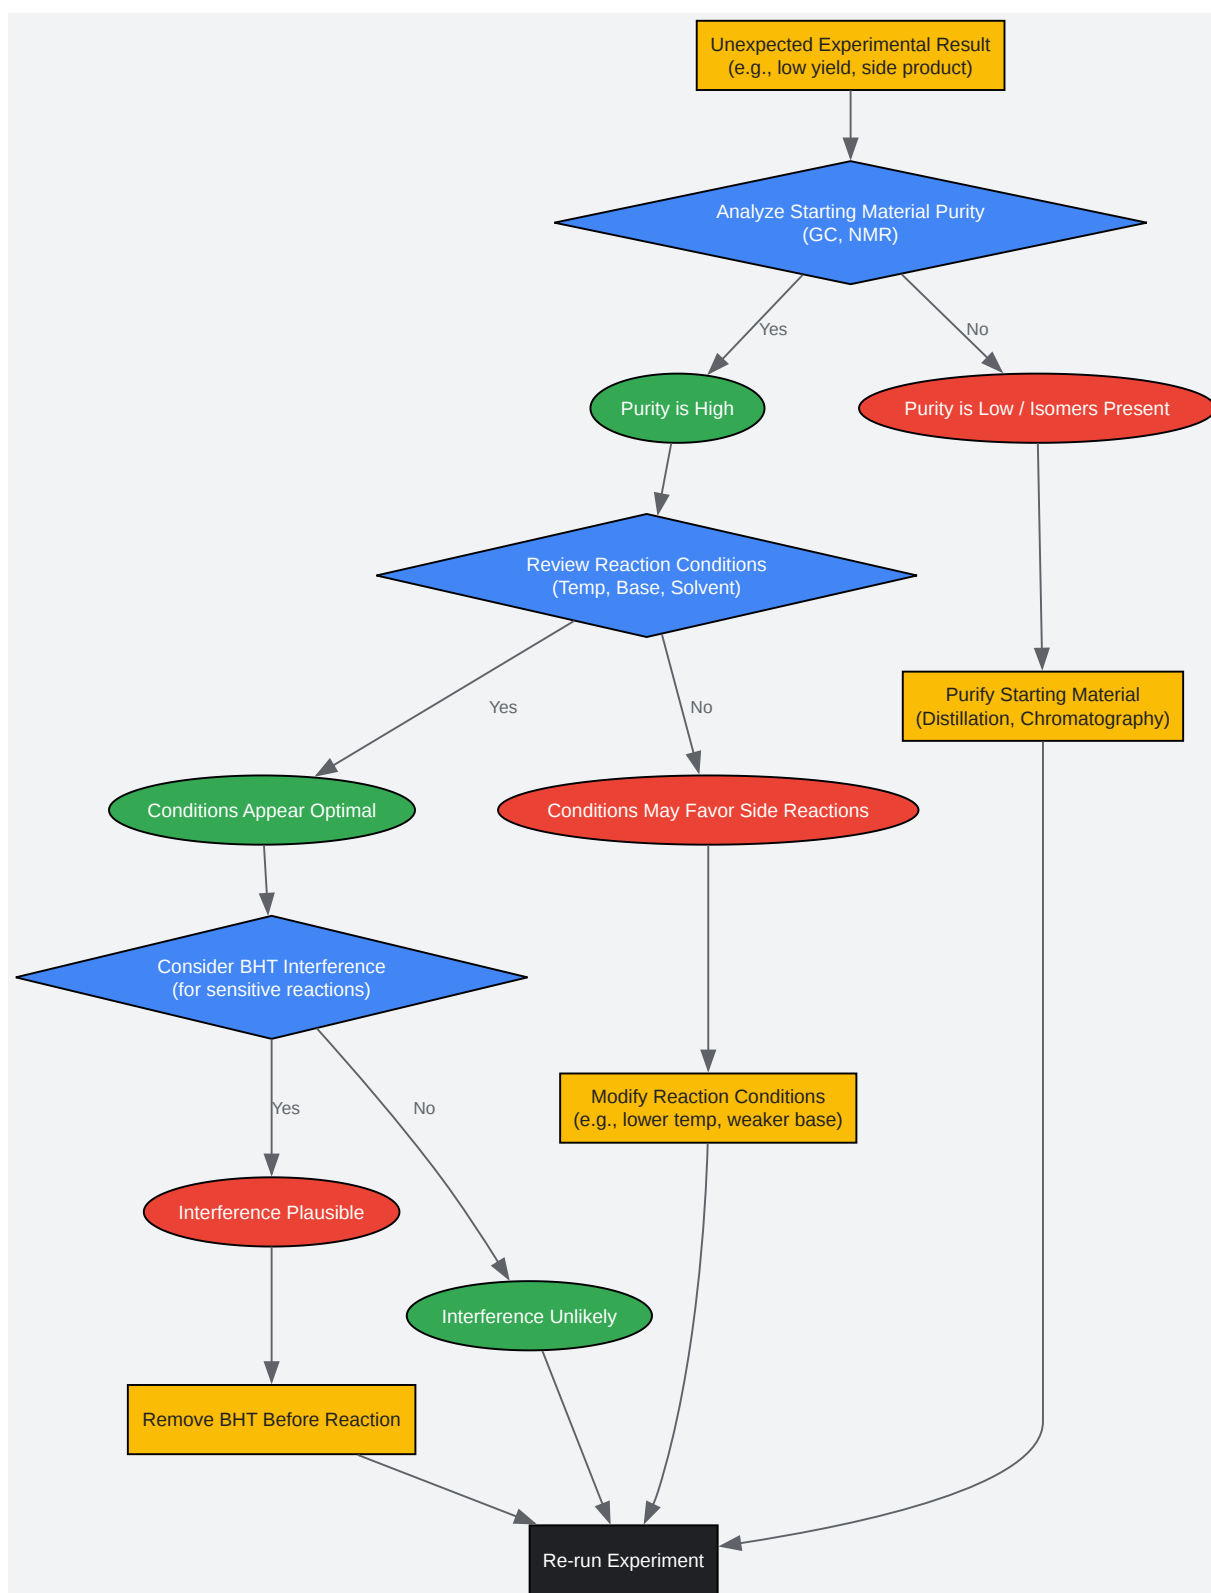 Unexpected Experimental Result
(e.g., low yield, side product)
Analyze Starting Material Purity
(GC, NMR)
Yes
No
Purity is High
Purity is Low / Isomers Present
Review Reaction Conditions
(Temp, Base, Solvent)
Yes
No
Purify Starting Material
(Distillation, Chromatography)
Conditions Appear Optimal
Conditions May Favor Side Reactions
Consider BHT Interference
(for sensitive reactions)
Yes
No
Modify Reaction Conditions
(e.g., lower temp, weaker base)
Interference Plausible
Interference Unlikely
Remove BHT Before Reaction
Re-run Experiment